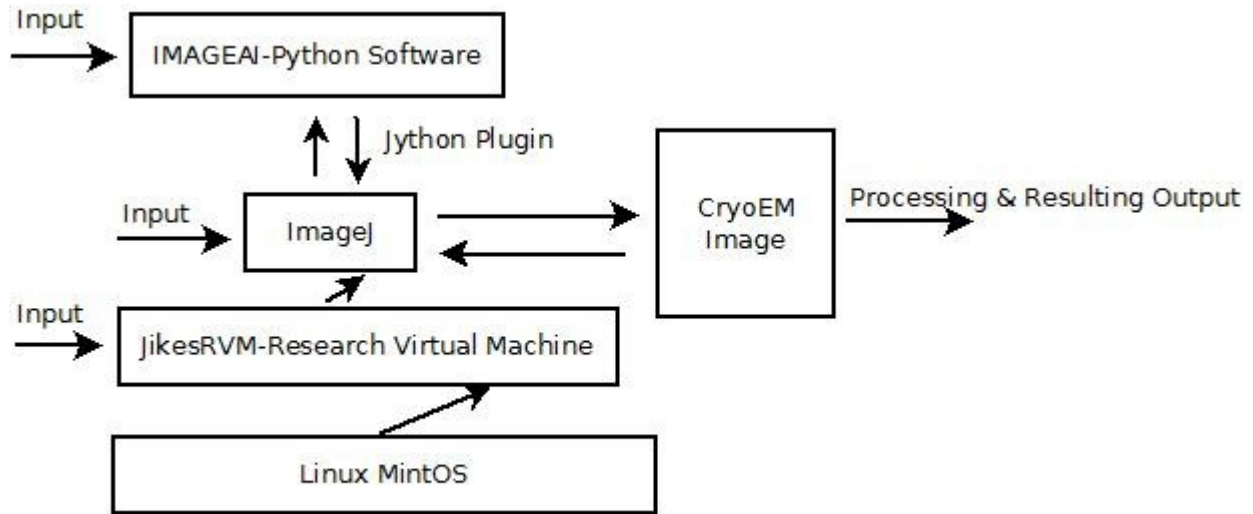 Input
IMAGEAI-Python Software
Jython Plugin
Input
ImageJ
CryoEM
Image
Processing & Resulting Output
Input
JikesRVM-Research Virtual Machine
Linux MintOS